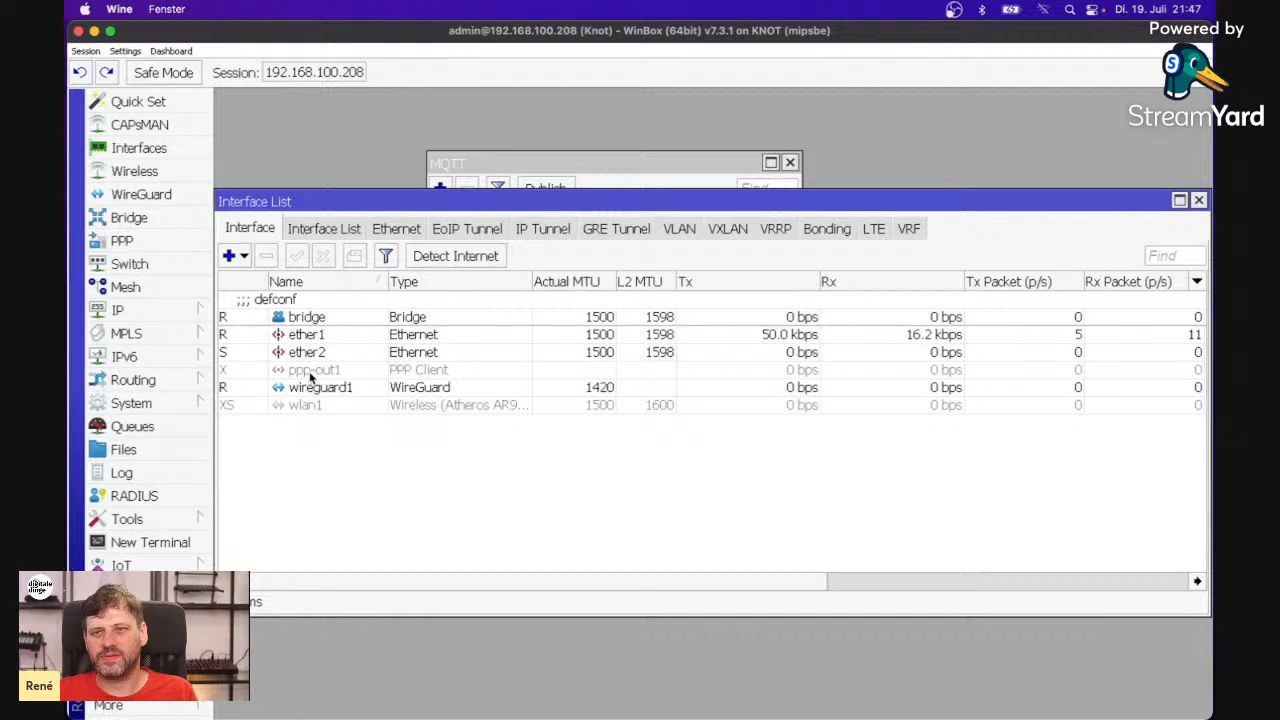 Wine Fenster Di. 19. Juli 21:47
admin@192.168.100.208 (Knot) - WinBox (64bit) v7.3.1 on KNOT (mipsbe)
Powered by
StreamYard
Session Settings Dashboard
Safe Mode Session: 192.168.100.208
Quick Set
CAPsMAN
Interfaces
Wireless
WireGuard
Bridge
PPP
Switch
Mesh
IP
MPLS
IPv6
Routing
System
Queues
Files
Log
RADIUS
Tools
New Terminal
IoT
More
MQTT
Publish Find
Interface List
Interface Interface List Ethernet EoIP Tunnel IP Tunnel GRE Tunnel VLAN VXLAN VRRP Bonding LTE VRF
Detect Internet Find
Name Type Actual MTU L2 MTU Tx Rx Tx Packet (p/s) Rx Packet (p/s)
;;; defconf
R bridge Bridge 1500 1598 0 bps 0 bps 0 0
R ether1 Ethernet 1500 1598 50.0 kbps 16.2 kbps 5 11
S ether2 Ethernet 1500 1598 0 bps 0 bps 0 0
X ppp-out1 PPP Client 0 bps 0 bps 0 0
R wireguard1 WireGuard 1420 0 bps 0 bps 0 0
XS wlan1 Wireless (Atheros AR9... 1500 1600 0 bps 0 bps 0 0
ms
digitale
dinge
René